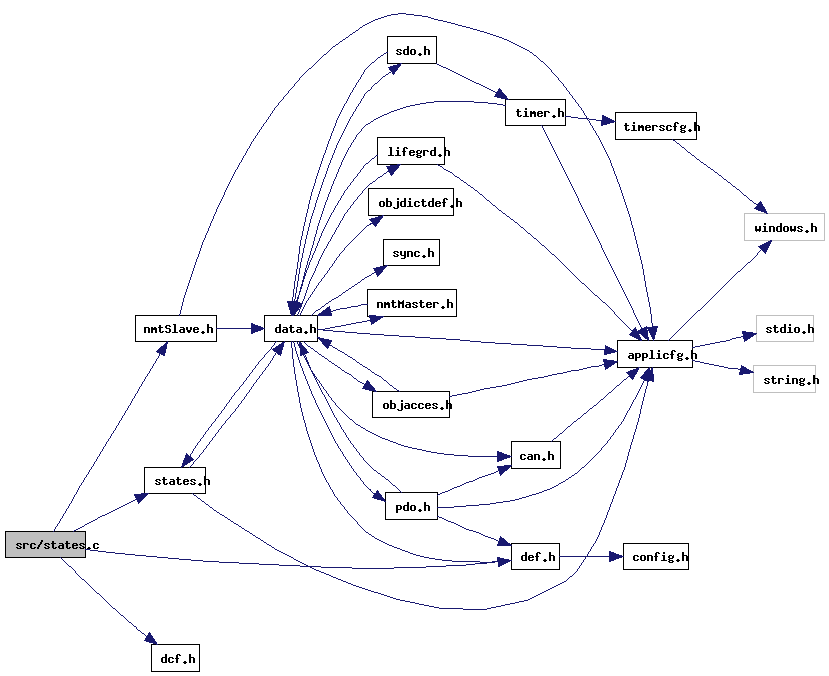 sdo.h
timer.h
timerscfg.h
lifegrd.h
objdictdef.h
windows.h
sync.h
nmtMaster.h
nmtSlave.h
data.h
stdio.h
applicfg.h
string.h
objacces.h
can.h
states.h
pdo.h
src/states.c
def.h
config.h
dcf.h